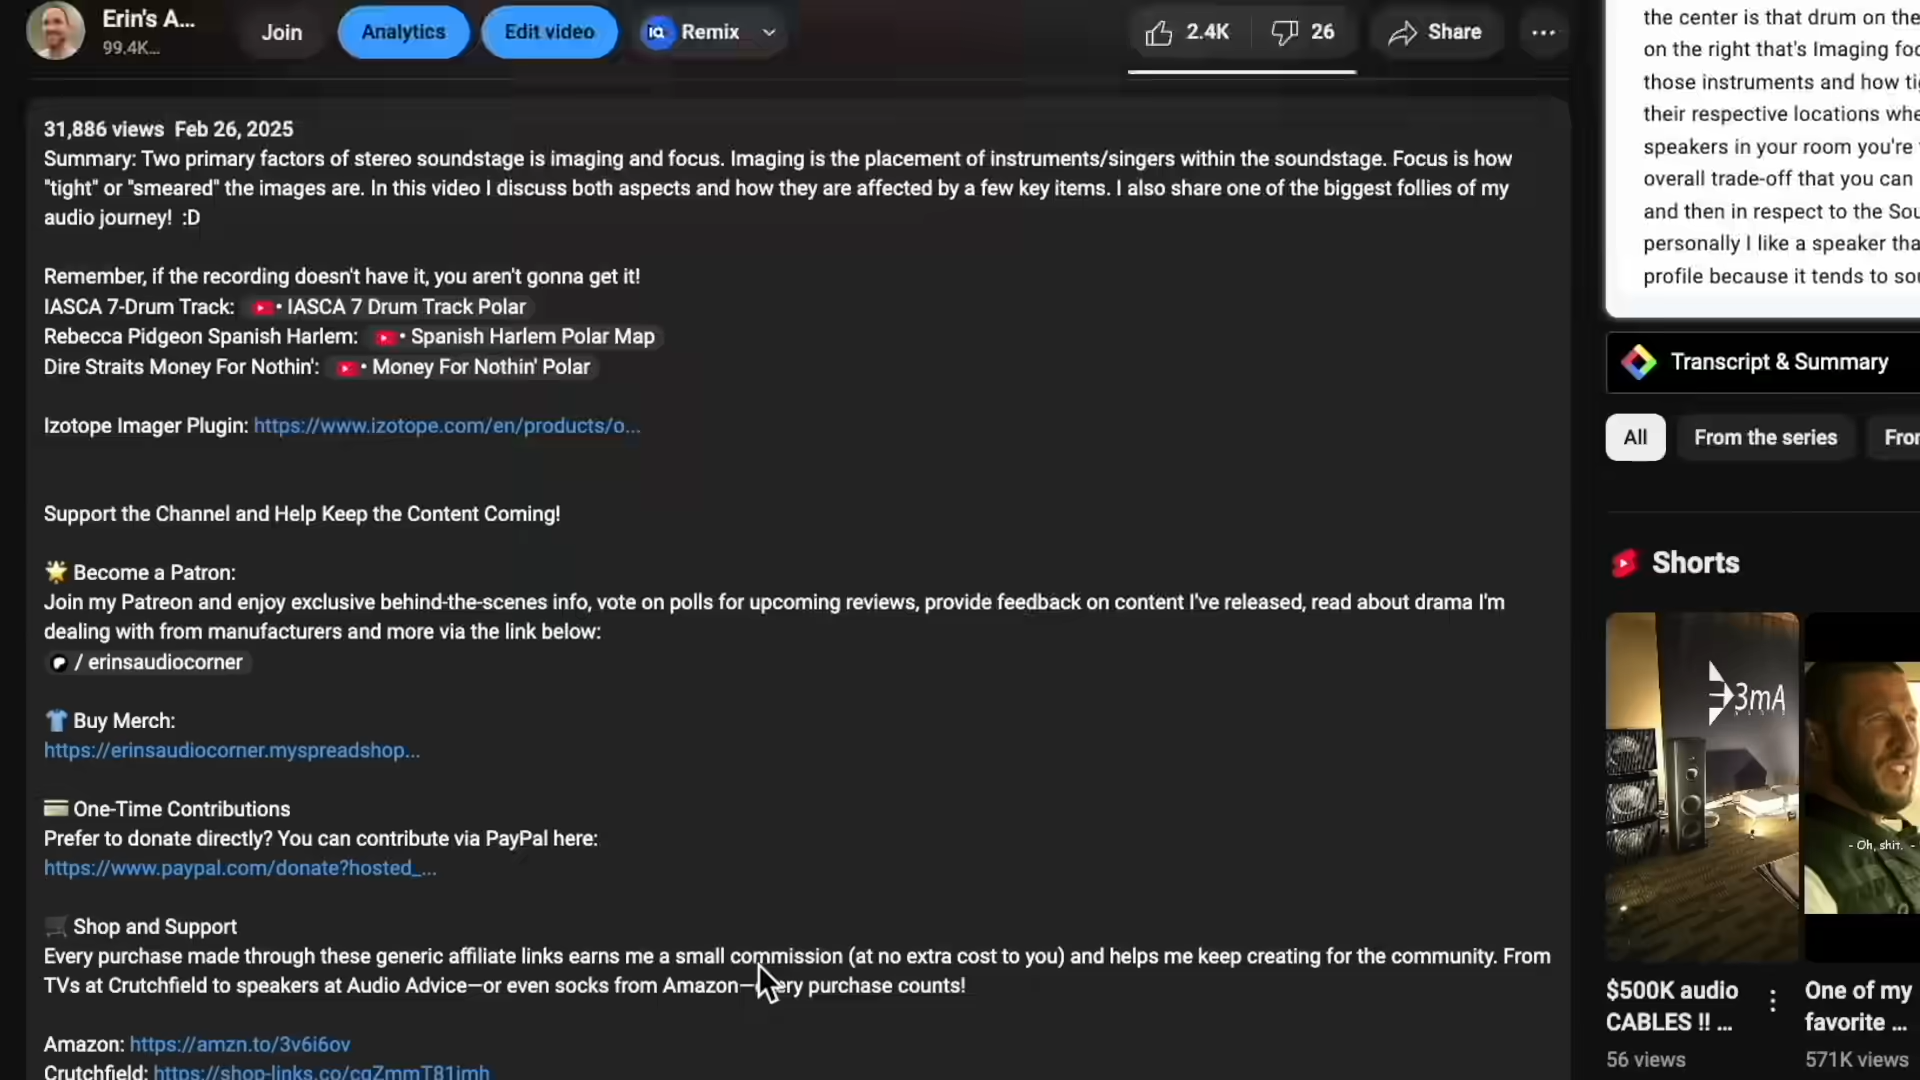 Erin's A...
99.4K...
Join
Analytics
Edit video
Remix
2.4K
26
Share
31,886 views Feb 26, 2025
Summary: Two primary factors of stereo soundstage is imaging and focus. Imaging is the placement of instruments/singers within the soundstage. Focus is how
"tight" or "smeared" the images are. In this video I discuss both aspects and how they are affected by a few key items. I also share one of the biggest follies of my
audio journey! :D
Remember, if the recording doesn't have it, you aren't gonna get it!
IASCA 7-Drum Track: • IASCA 7 Drum Track Polar
Rebecca Pidgeon Spanish Harlem: • Spanish Harlem Polar Map
Dire Straits Money For Nothin': • Money For Nothin' Polar
Izotope Imager Plugin: https://www.izotope.com/en/products/o...
Support the Channel and Help Keep the Content Coming!
🌟 Become a Patron:
Join my Patreon and enjoy exclusive behind-the-scenes info, vote on polls for upcoming reviews, provide feedback on content I've released, read about drama I'm
dealing with from manufacturers and more via the link below:
/ erinsaudiocorner
👕 Buy Merch:
https://erinsaudiocorner.myspreadshop...
💳 One-Time Contributions
Prefer to donate directly? You can contribute via PayPal here:
https://www.paypal.com/donate?hosted_...
🛒 Shop and Support
Every purchase made through these generic affiliate links earns me a small commission (at no extra cost to you) and helps me keep creating for the community. From
TVs at Crutchfield to speakers at Audio Advice—or even socks from Amazon—every purchase counts!
Amazon: https://amzn.to/3v6i6ov
Crutchfield: https://shop-links.co/cgZmmT81imh
the center is that drum on the
on the right that's Imaging foc
those instruments and how tig
their respective locations whe
speakers in your room you're
overall trade-off that you can
and then in respect to the Sou
personally I like a speaker tha
profile because it tends to sou
Transcript & Summary
All
From the series
From
Shorts
3mA
- Oh, shit. -
$500K audio
CABLES !! ...
56 views
One of my
favorite ...
571K views